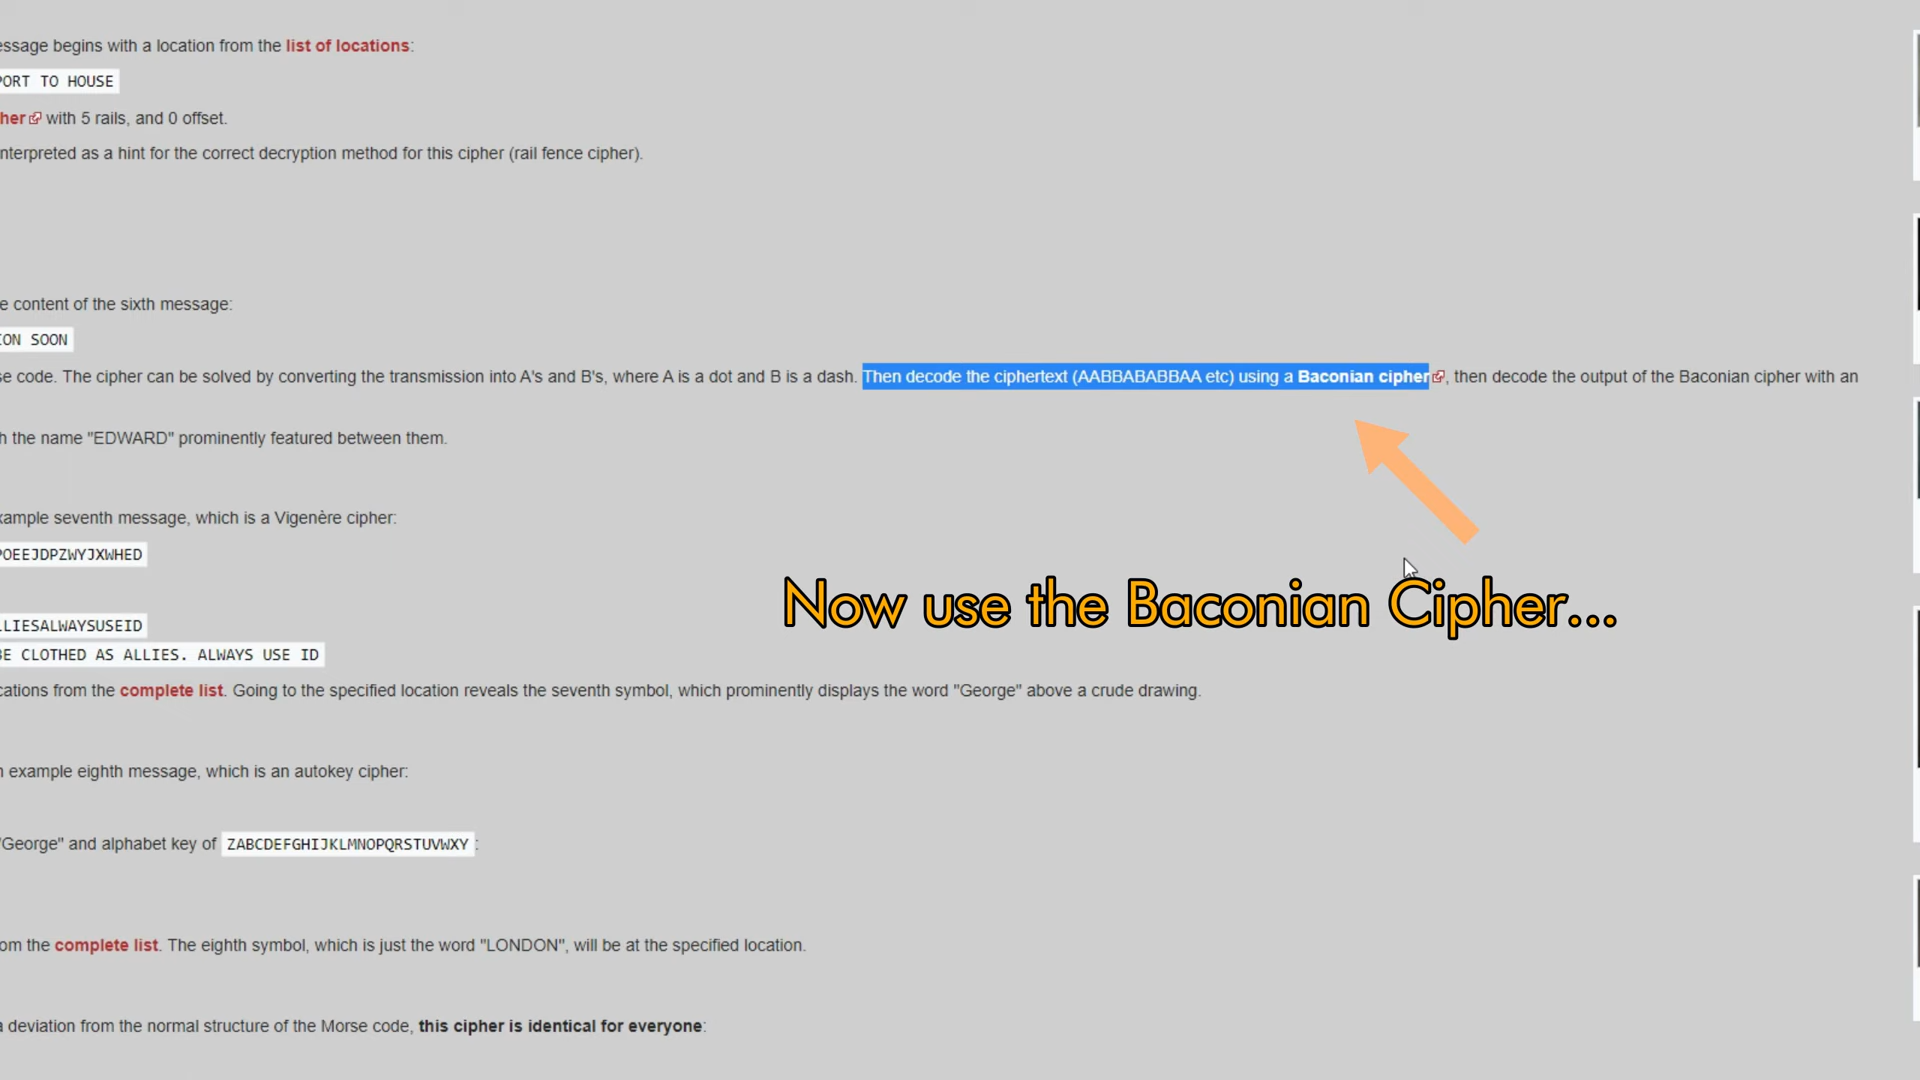 essage begins with a location from the list of locations:
PORT TO HOUSE
her with 5 rails, and 0 offset.
nterpreted as a hint for the correct decryption method for this cipher (rail fence cipher).
e content of the sixth message:
ION SOON
se code. The cipher can be solved by converting the transmission into A's and B's, where A is a dot and B is a dash. Then decode the ciphertext (AABBABABBAA etc) using a Baconian cipher, then decode the output of the Baconian cipher with an
h the name "EDWARD" prominently featured between them.
xample seventh message, which is a Vigenère cipher:
POEEJDPZWYJXWHED
Now use the Baconian Cipher...
LLIESALWAYSUSEID
BE CLOTHED AS ALLIES. ALWAYS USE ID
cations from the complete list. Going to the specified location reveals the seventh symbol, which prominently displays the word "George" above a crude drawing.
n example eighth message, which is an autokey cipher:
"George" and alphabet key of ZABCDEFGHIJKLMNOPQRSTUVWXY:
om the complete list. The eighth symbol, which is just the word "LONDON", will be at the specified location.
a deviation from the normal structure of the Morse code, this cipher is identical for everyone: